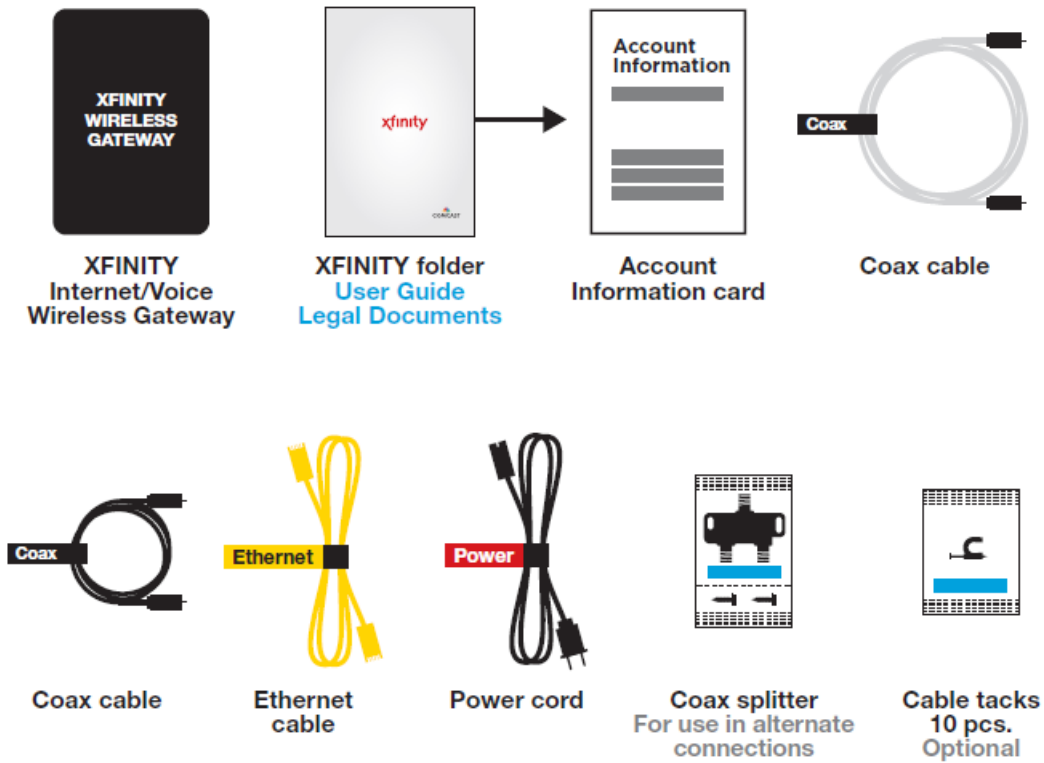 XFINITY
WIRELESS
GATEWAY
xfinity
COMCAST
Account
Information
Coax
XFINITY
Internet/Voice
Wireless Gateway
XFINITY folder
User Guide
Legal Documents
Account
Information card
Coax cable
Coax
Ethernet
Power
Coax cable
Ethernet
cable
Power cord
Coax splitter
For use in alternate
connections
Cable tacks
10 pcs.
Optional